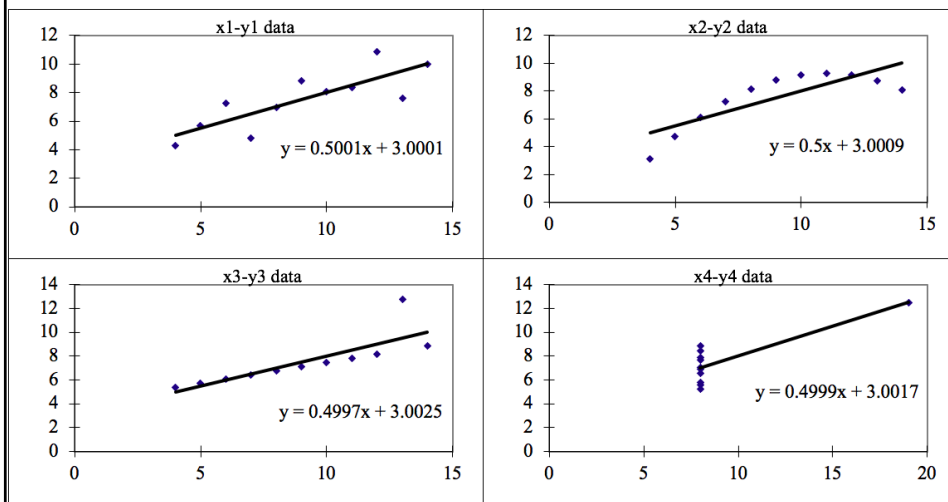 x1-y1 data
12
10
8
6
4
2
0
0 5 10 15
y = 0.5001x + 3.0001
x2-y2 data
12
10
8
6
4
2
0
0 5 10 15
y = 0.5x + 3.0009
x3-y3 data
14
12
10
8
6
4
2
0
0 5 10 15
y = 0.4997x + 3.0025
x4-y4 data
14
12
10
8
6
4
2
0
0 5 10 15 20
y = 0.4999x + 3.0017